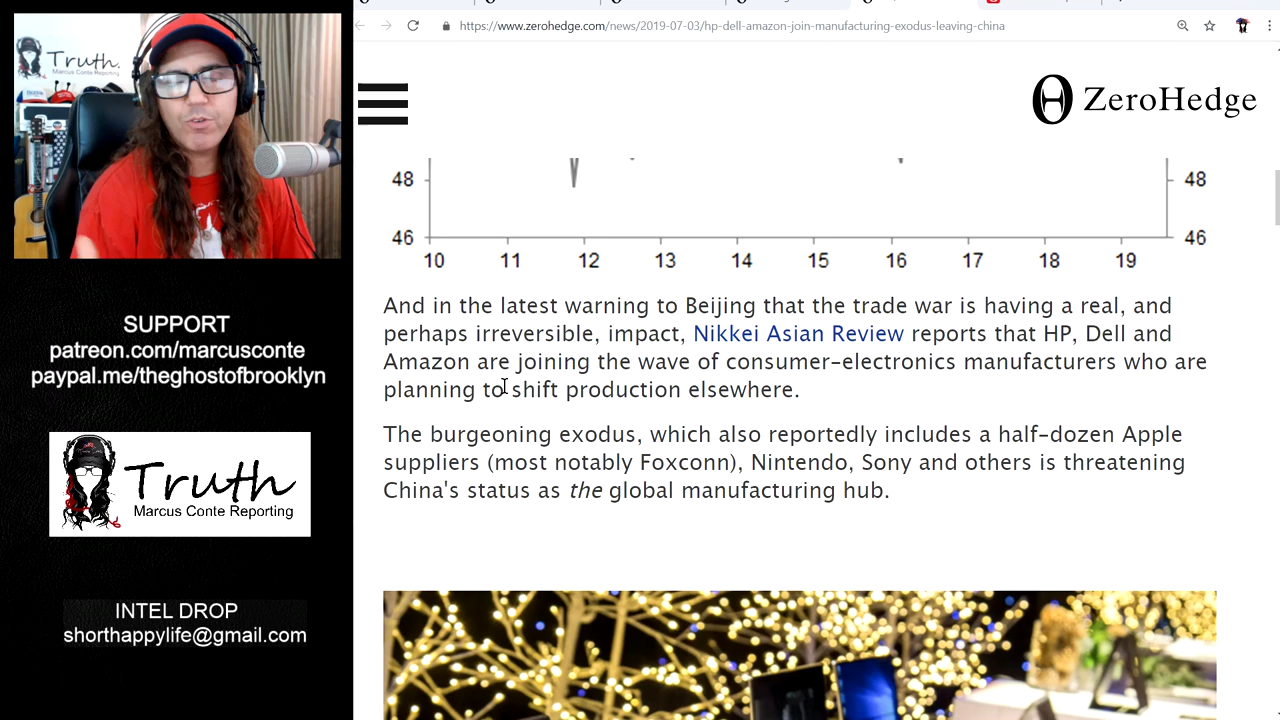 https://www.zerohedge.com/news/2019-07-03/hp-dell-amazon-join-manufacturing-exodus-leaving-china
Truth.
Marcus Conte Reporting
ZeroHedge
48
48
46
46
10 11 12 13 14 15 16 17 18 19
And in the latest warning to Beijing that the trade war is having a real, and
perhaps irreversible, impact, Nikkei Asian Review reports that HP, Dell and
Amazon are joining the wave of consumer-electronics manufacturers who are
planning to shift production elsewhere.
The burgeoning exodus, which also reportedly includes a half-dozen Apple
suppliers (most notably Foxconn), Nintendo, Sony and others is threatening
China's status as the global manufacturing hub.
SUPPORT
patreon.com/marcusconte
paypal.me/theghostofbrooklyn
Truth
Marcus Conte Reporting
INTEL DROP
shorthappylife@gmail.com